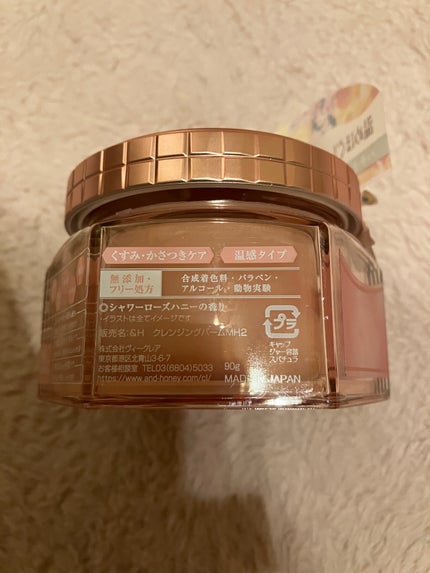 くすみ・かさつきケア 温感タイプ
無添加・フリー処方 合成着色料・パラベン・アルコール・動物実験
◎シャワーローズハニーの香り
・イラストは全てイメージです
販売名:&H クレンジングバームMH2
株式会社ヴィークレア
東京都港区北青山3-6-7
お客様相談室 TEL03(6804)5033
https://www.and-honey.com/cl/
90g
MADE IN JAPAN
プラ
キャップ
ジャー容器
スパチュラ